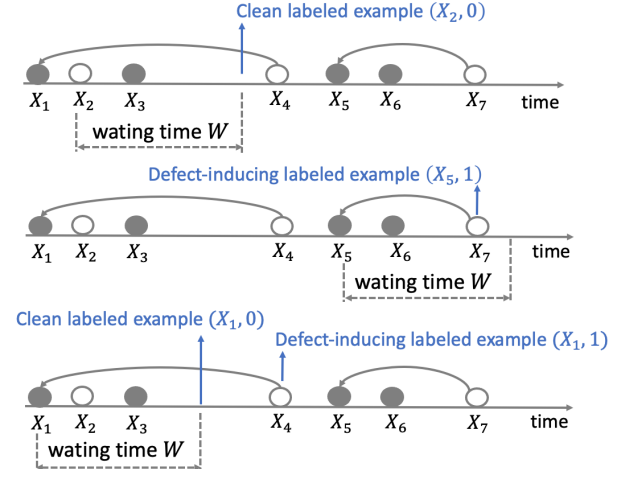 Clean labeled example (X₂, 0)
X₁ X₂ X₃ X₄ X₅ X₆ X₇ time
wating time W
Defect-inducing labeled example (X₅, 1)
X₁ X₂ X₃ X₄ X₅ X₆ X₇ time
wating time W
Clean labeled example (X₁, 0)
Defect-inducing labeled example (X₁, 1)
X₁ X₂ X₃ X₄ X₅ X₆ X₇ time
wating time W